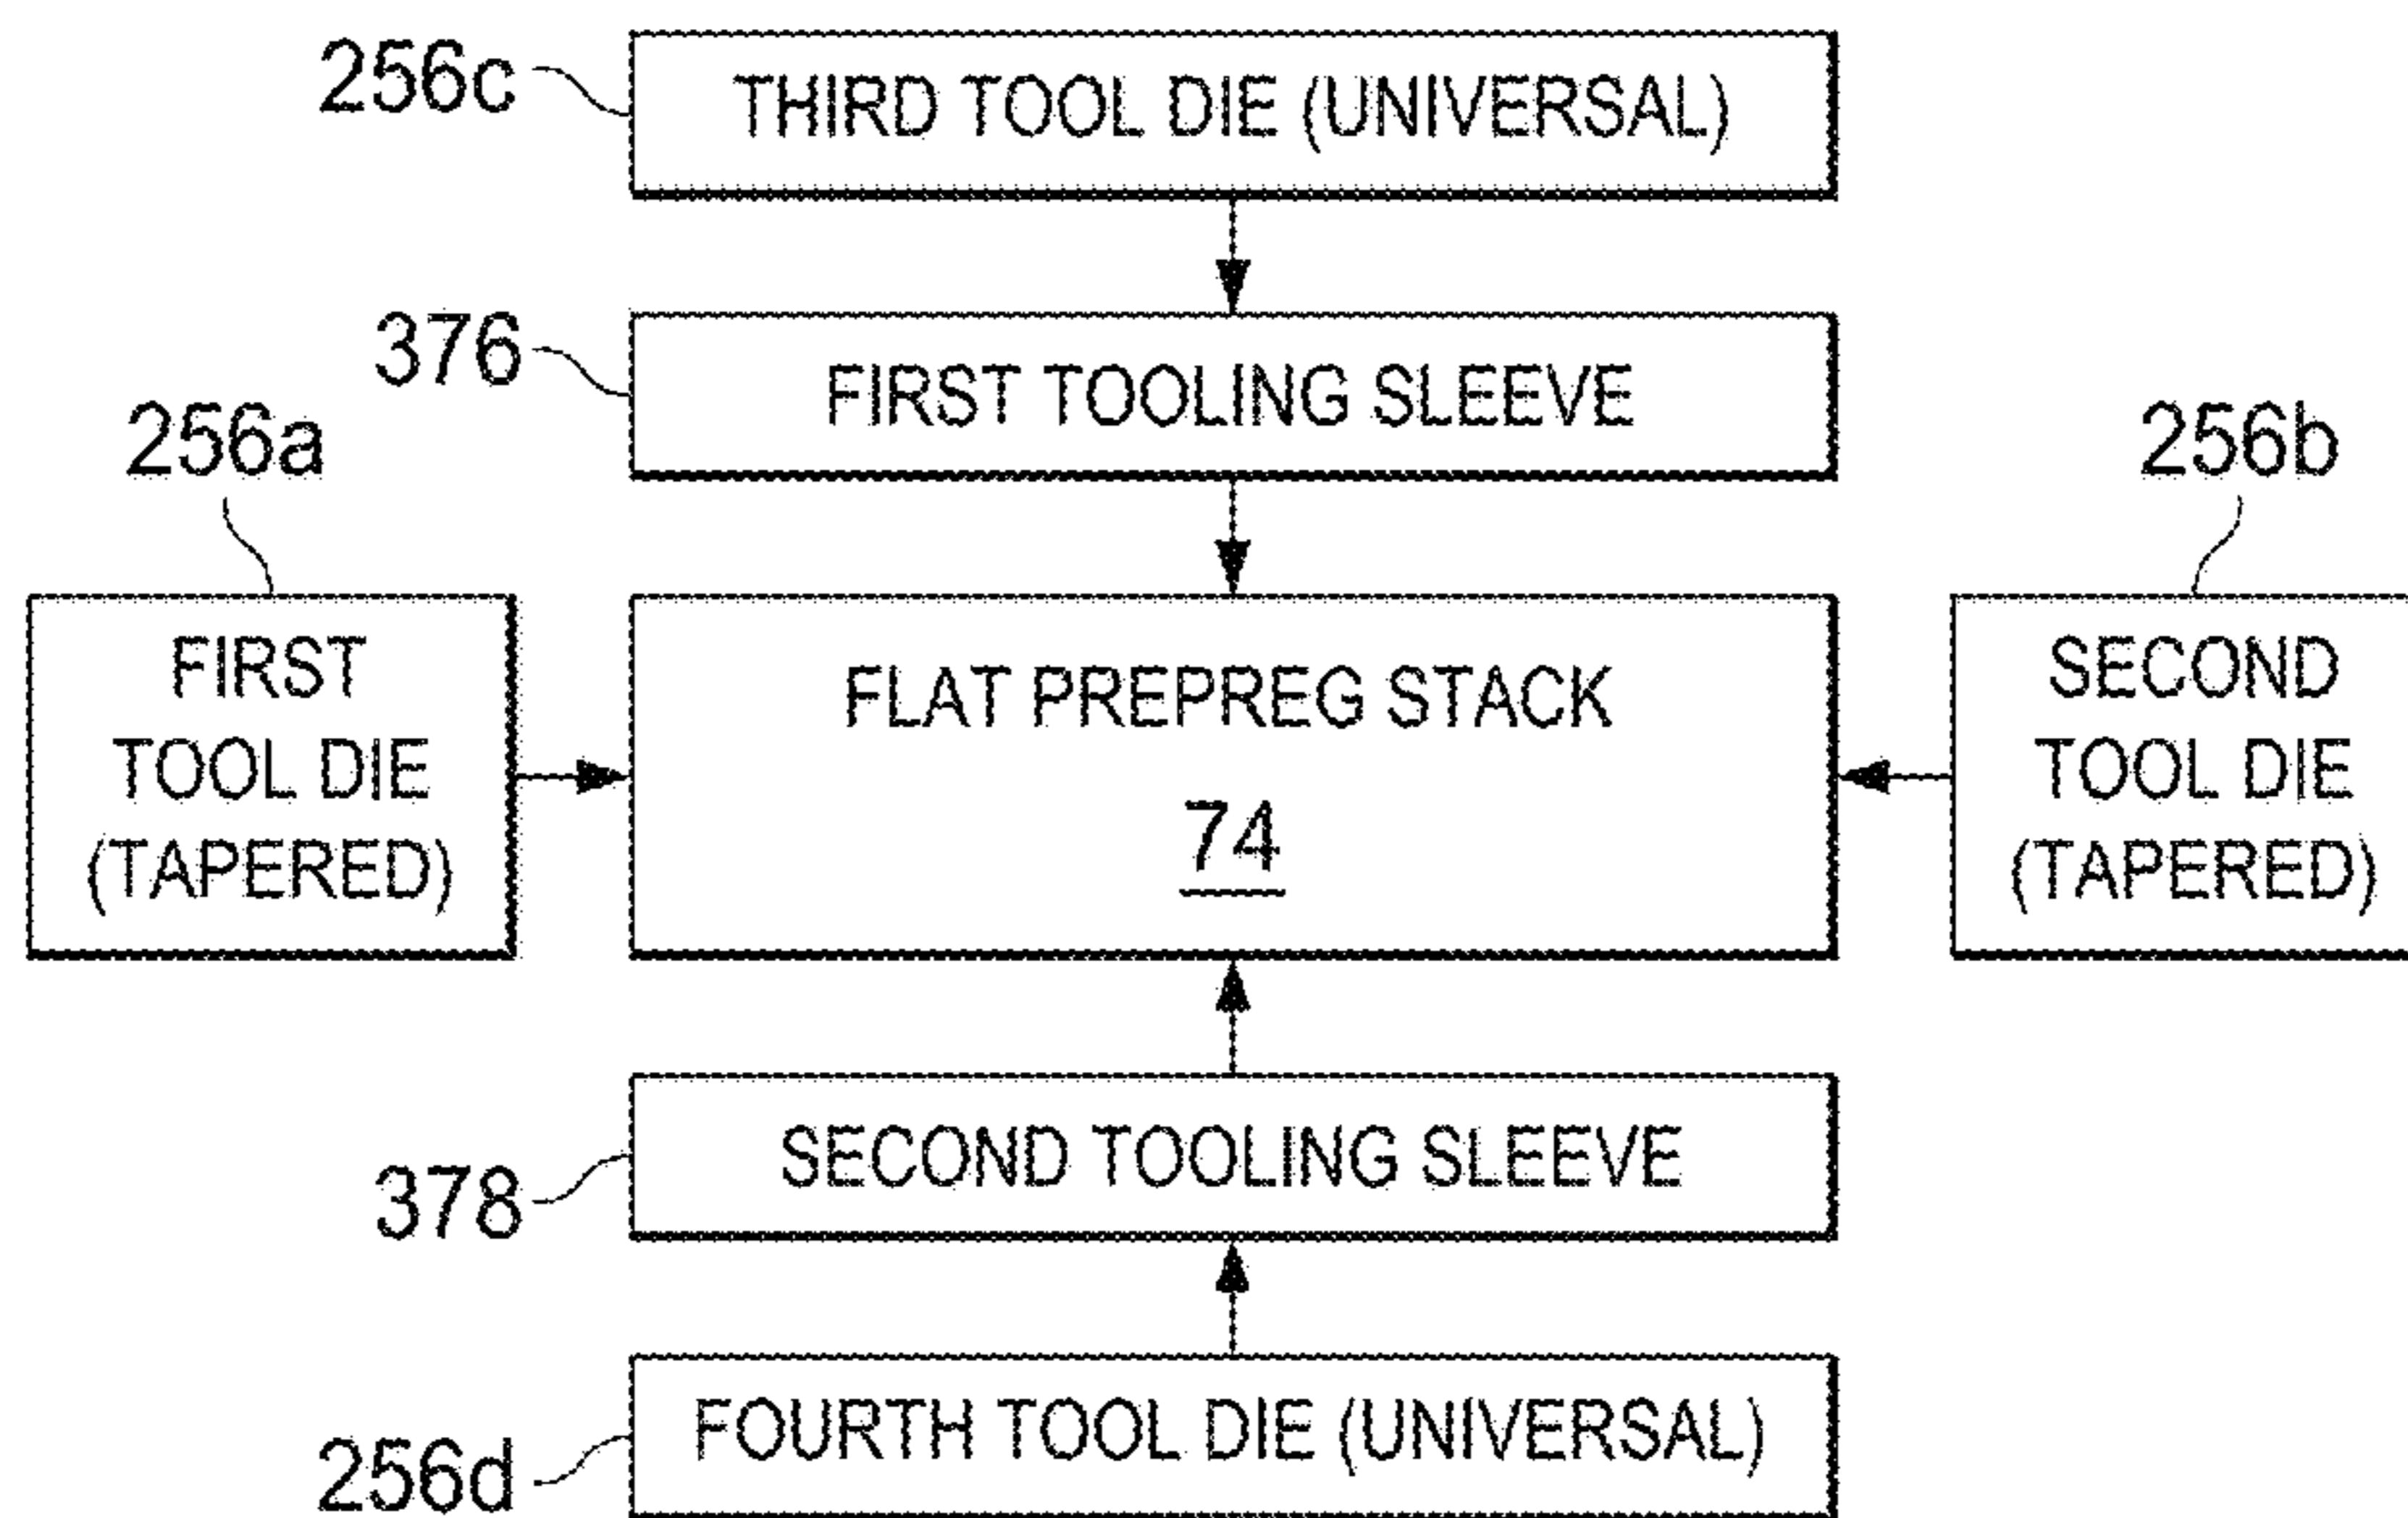 256c
THIRD TOOL DIE (UNIVERSAL)
376
FIRST TOOLING SLEEVE
256a
256b
FIRST
TOOL DIE
(TAPERED)
FLAT PREPREG STACK
74
SECOND
TOOL DIE
(TAPERED)
378
SECOND TOOLING SLEEVE
256d
FOURTH TOOL DIE (UNIVERSAL)